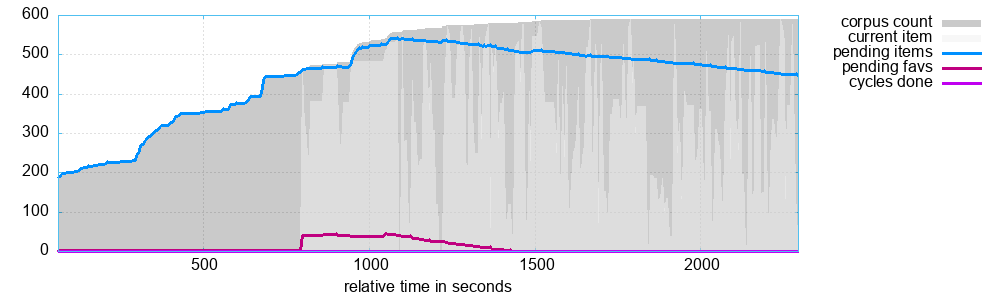 600
500
400
300
200
100
0
500
1000
1500
2000
relative time in seconds
corpus count
current item
pending items
pending favs
cycles done